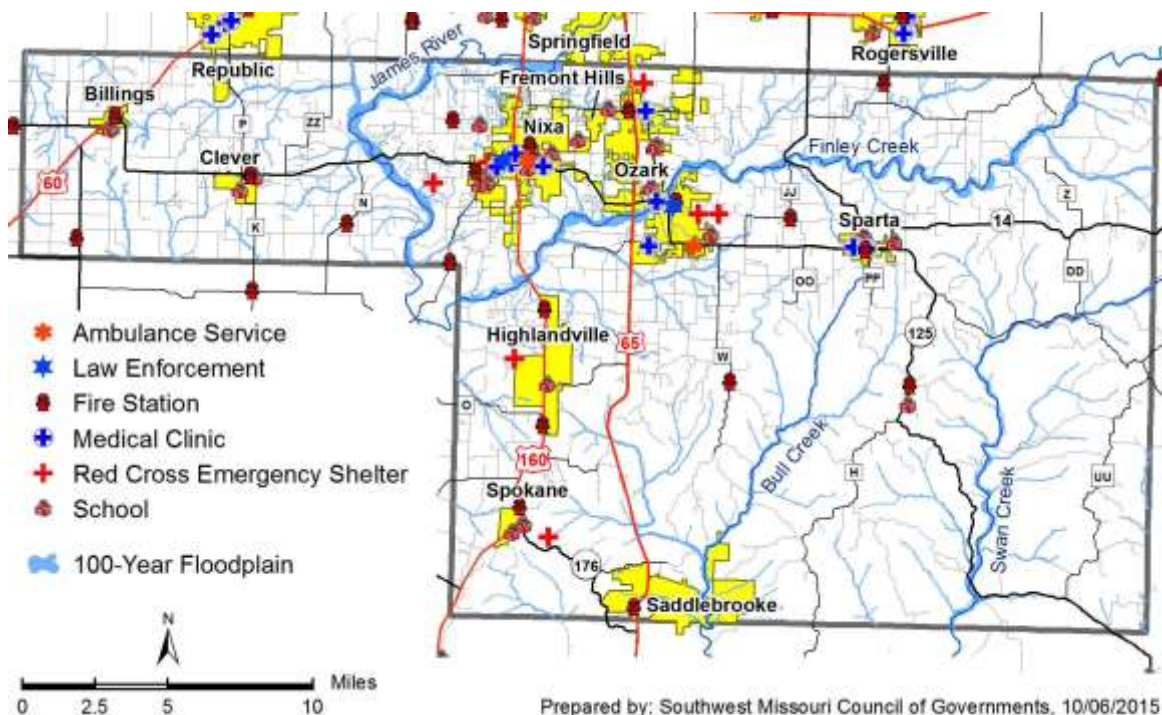 Springfield
James River
Rogersville
Republic
Fremont Hills
Billings
P
ZZ
Nixa
Finley Creek
Clever
Ozark
60
JJ
Z
N
Sparta
14
K
OO
PP
DD
Ambulance Service
Law Enforcement
Fire Station
Medical Clinic
Red Cross Emergency Shelter
School
100-Year Floodplain
Highlandville
65
125
W
O
Bull Creek
160
H
UU
Spokane
Swan Creek
176
Saddlebrooke
N
Miles
0 2.5 5 10
Prepared by: Southwest Missouri Council of Governments, 10/06/2015